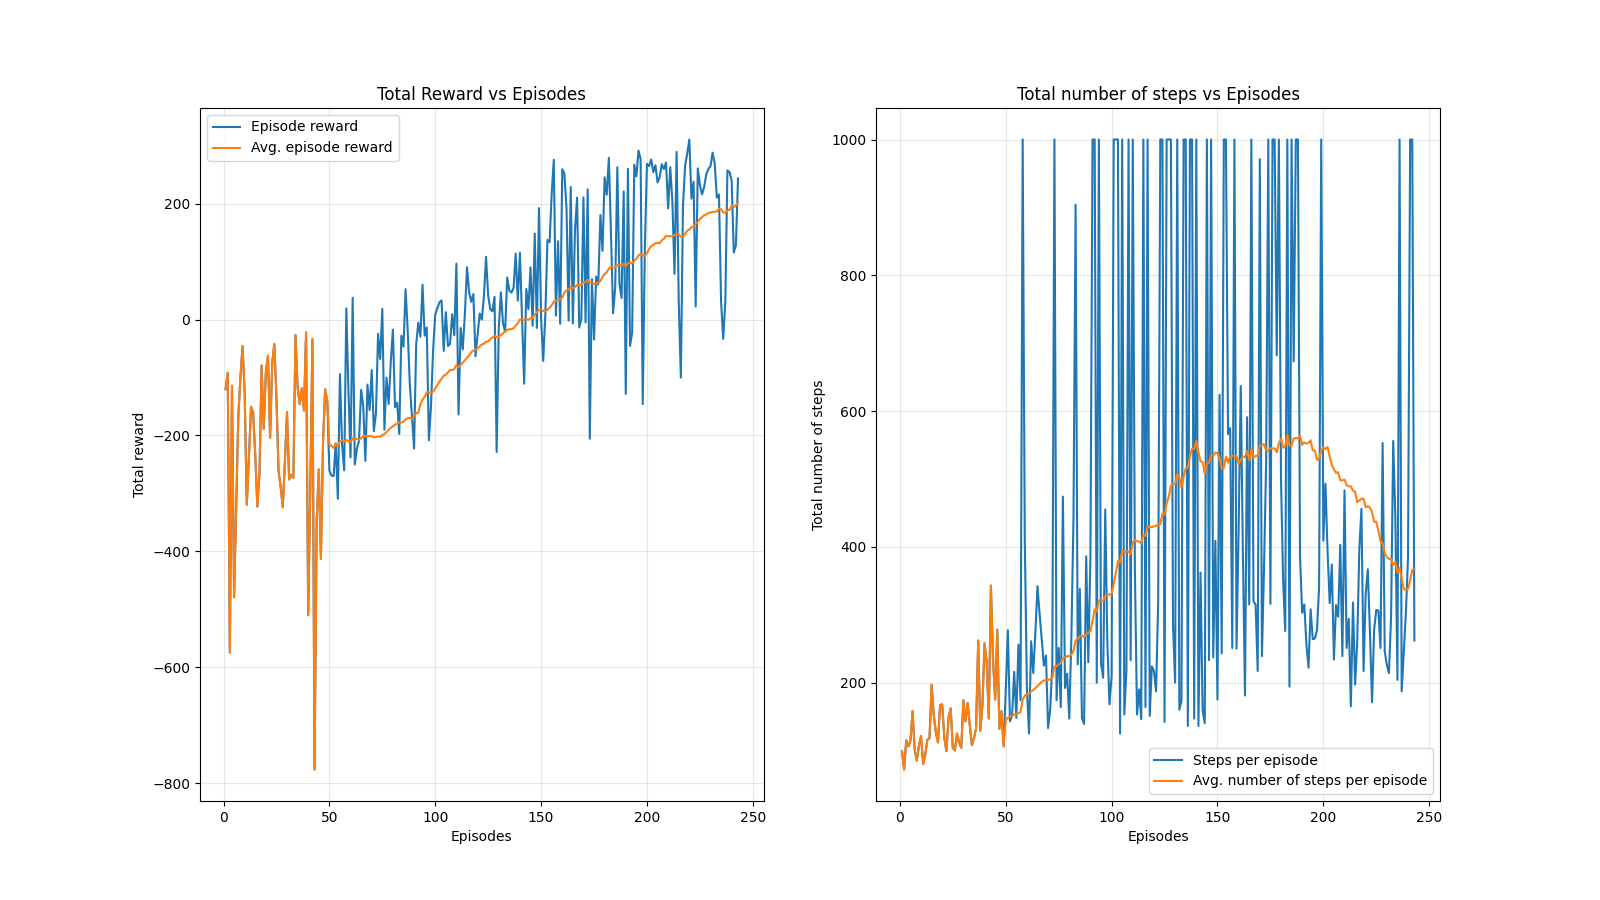 Total Reward vs Episodes
Episode reward
Avg. episode reward
200
0
−200
−400
−600
−800
Total reward
0
50
100
150
200
250
Episodes
Total number of steps vs Episodes
1000
800
600
400
200
Total number of steps
Steps per episode
Avg. number of steps per episode
0
50
100
150
200
250
Episodes